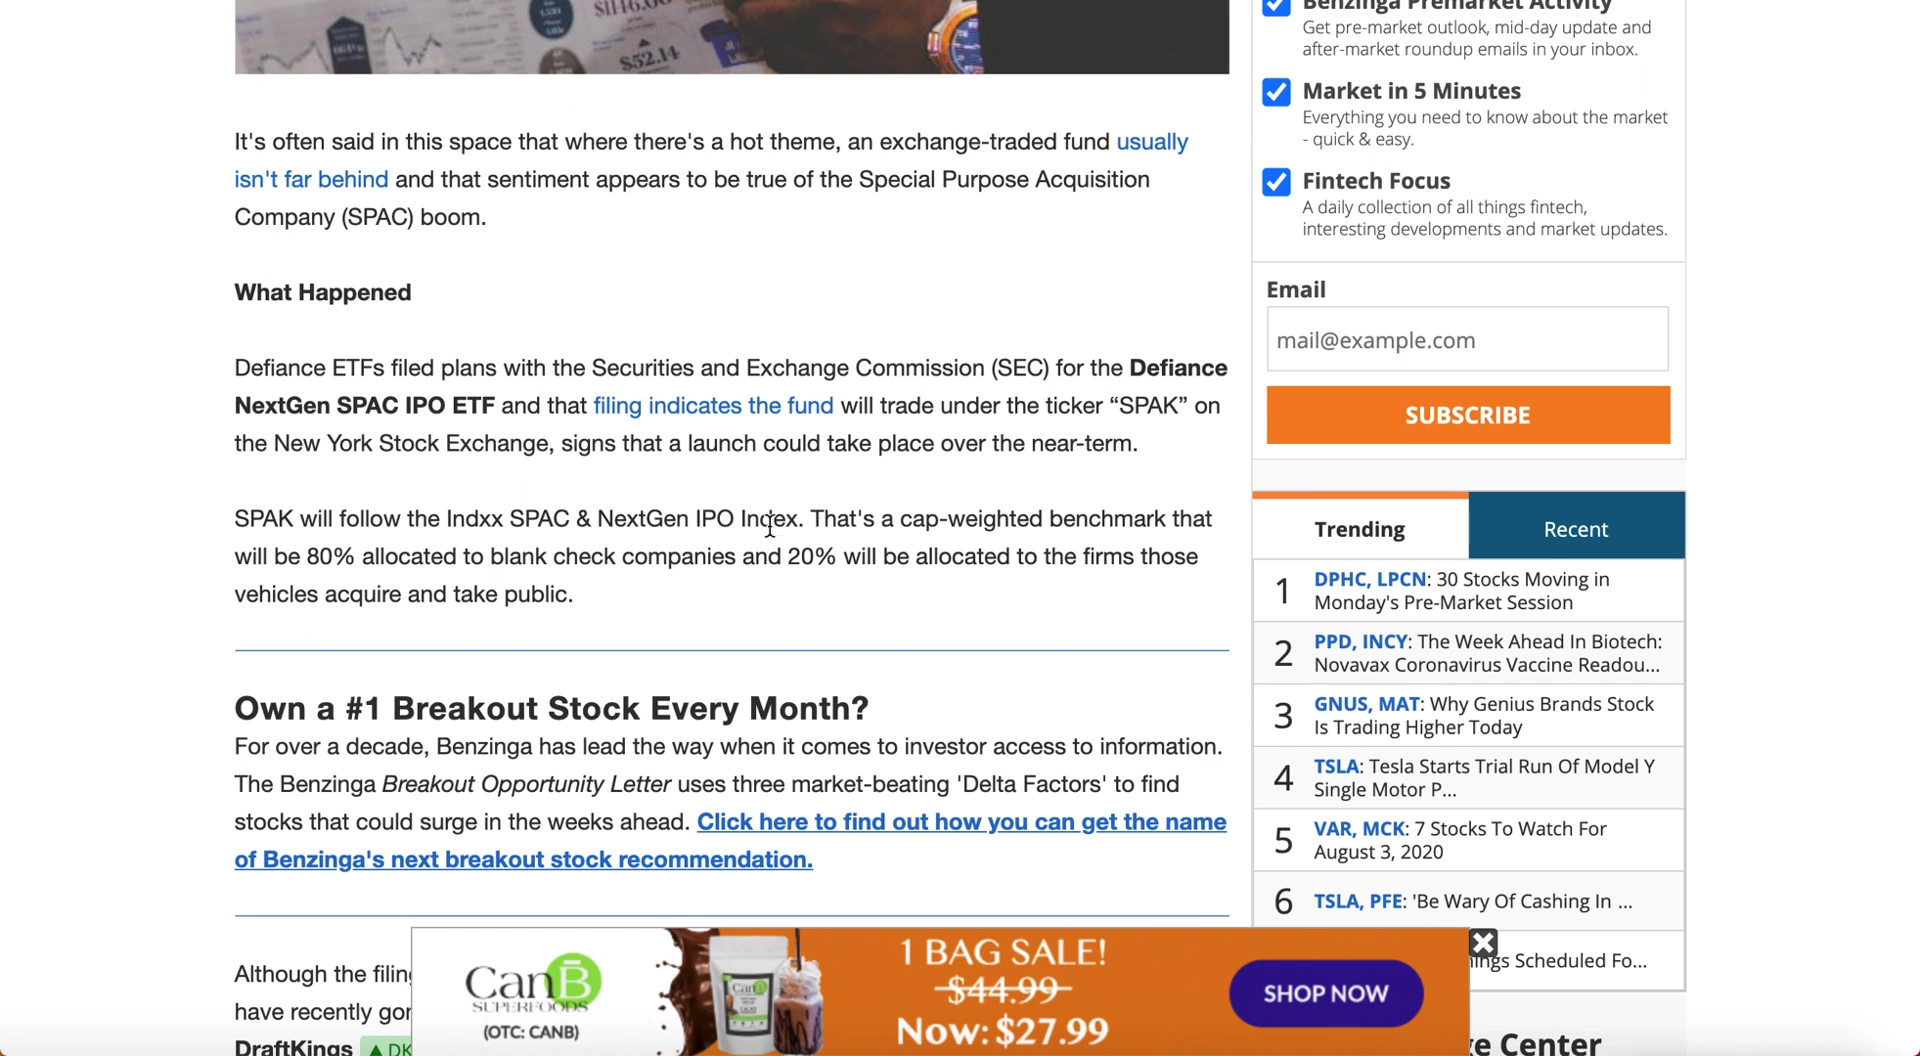 $52.14
It's often said in this space that where there's a hot theme, an exchange-traded fund usually
isn't far behind and that sentiment appears to be true of the Special Purpose Acquisition
Company (SPAC) boom.
What Happened
Defiance ETFs filed plans with the Securities and Exchange Commission (SEC) for the Defiance
NextGen SPAC IPO ETF and that filing indicates the fund will trade under the ticker “SPAK” on
the New York Stock Exchange, signs that a launch could take place over the near-term.
SPAK will follow the Indxx SPAC & NextGen IPO Index. That's a cap-weighted benchmark that
will be 80% allocated to blank check companies and 20% will be allocated to the firms those
vehicles acquire and take public.
Own a #1 Breakout Stock Every Month?
For over a decade, Benzinga has lead the way when it comes to investor access to information.
The Benzinga Breakout Opportunity Letter uses three market-beating 'Delta Factors' to find
stocks that could surge in the weeks ahead. Click here to find out how you can get the name
of Benzinga's next breakout stock recommendation.
Although the filin
have recently gor
DraftKings ▲ DK
Benzinga Premarket Activity
Get pre-market outlook, mid-day update and
after-market roundup emails in your inbox.
Market in 5 Minutes
Everything you need to know about the market
- quick & easy.
Fintech Focus
A daily collection of all things fintech,
interesting developments and market updates.
Email
mail@example.com
SUBSCRIBE
Trending
Recent
1
DPHC, LPCN: 30 Stocks Moving in
Monday's Pre-Market Session
2
PPD, INCY: The Week Ahead In Biotech:
Novavax Coronavirus Vaccine Readou...
3
GNUS, MAT: Why Genius Brands Stock
Is Trading Higher Today
4
TSLA: Tesla Starts Trial Run Of Model Y
Single Motor P...
5
VAR, MCK: 7 Stocks To Watch For
August 3, 2020
6
TSLA, PFE: 'Be Wary Of Cashing In ...
ings Scheduled Fo...
e Center
CanB
SUPERFOODS
(OTC: CANB)
CanB
1 BAG SALE!
$44.99
Now: $27.99
SHOP NOW